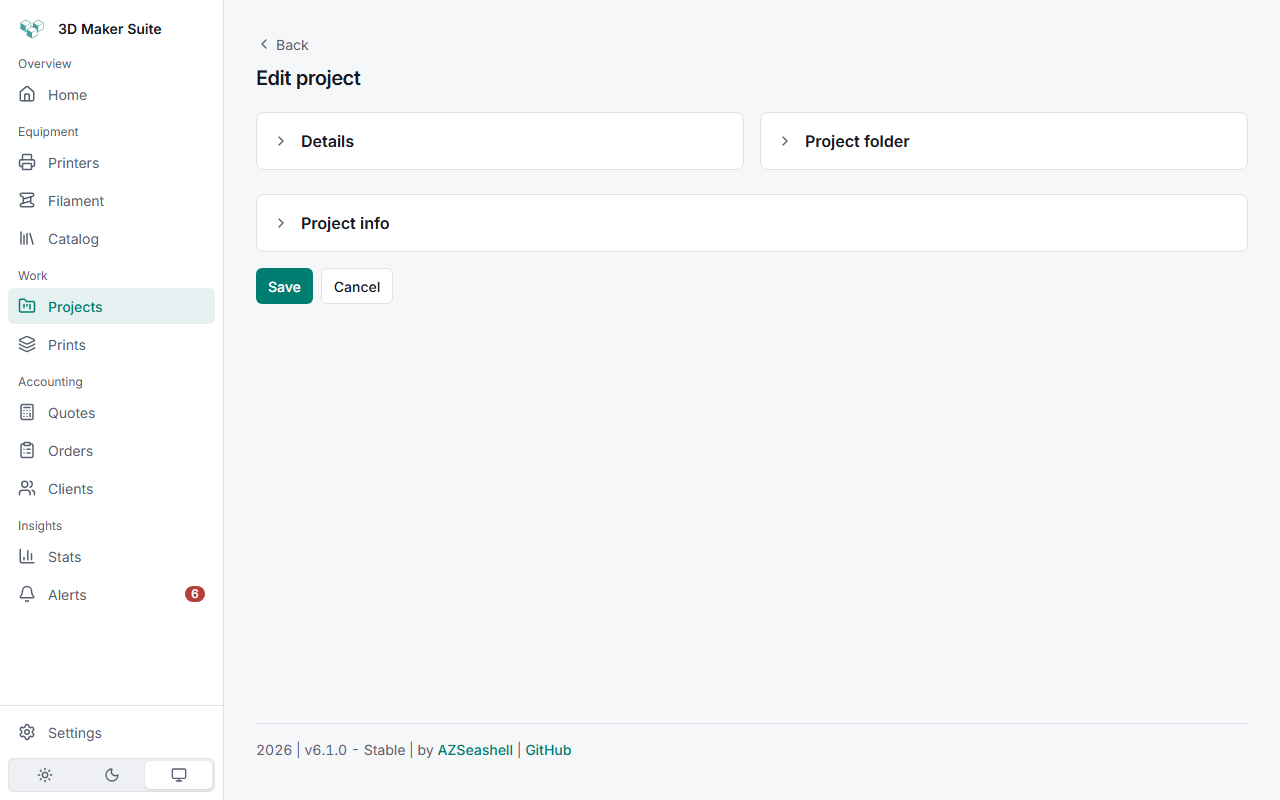 3D Maker Suite
Overview
Home
Equipment
Printers
Filament
Catalog
Work
Projects
Prints
Accounting
Quotes
Orders
Clients
Insights
Stats
Alerts 6
Settings
Back
Edit project
Details
Project folder
Project info
Save Cancel
2026 | v6.1.0 - Stable | by AZSeashell | GitHub